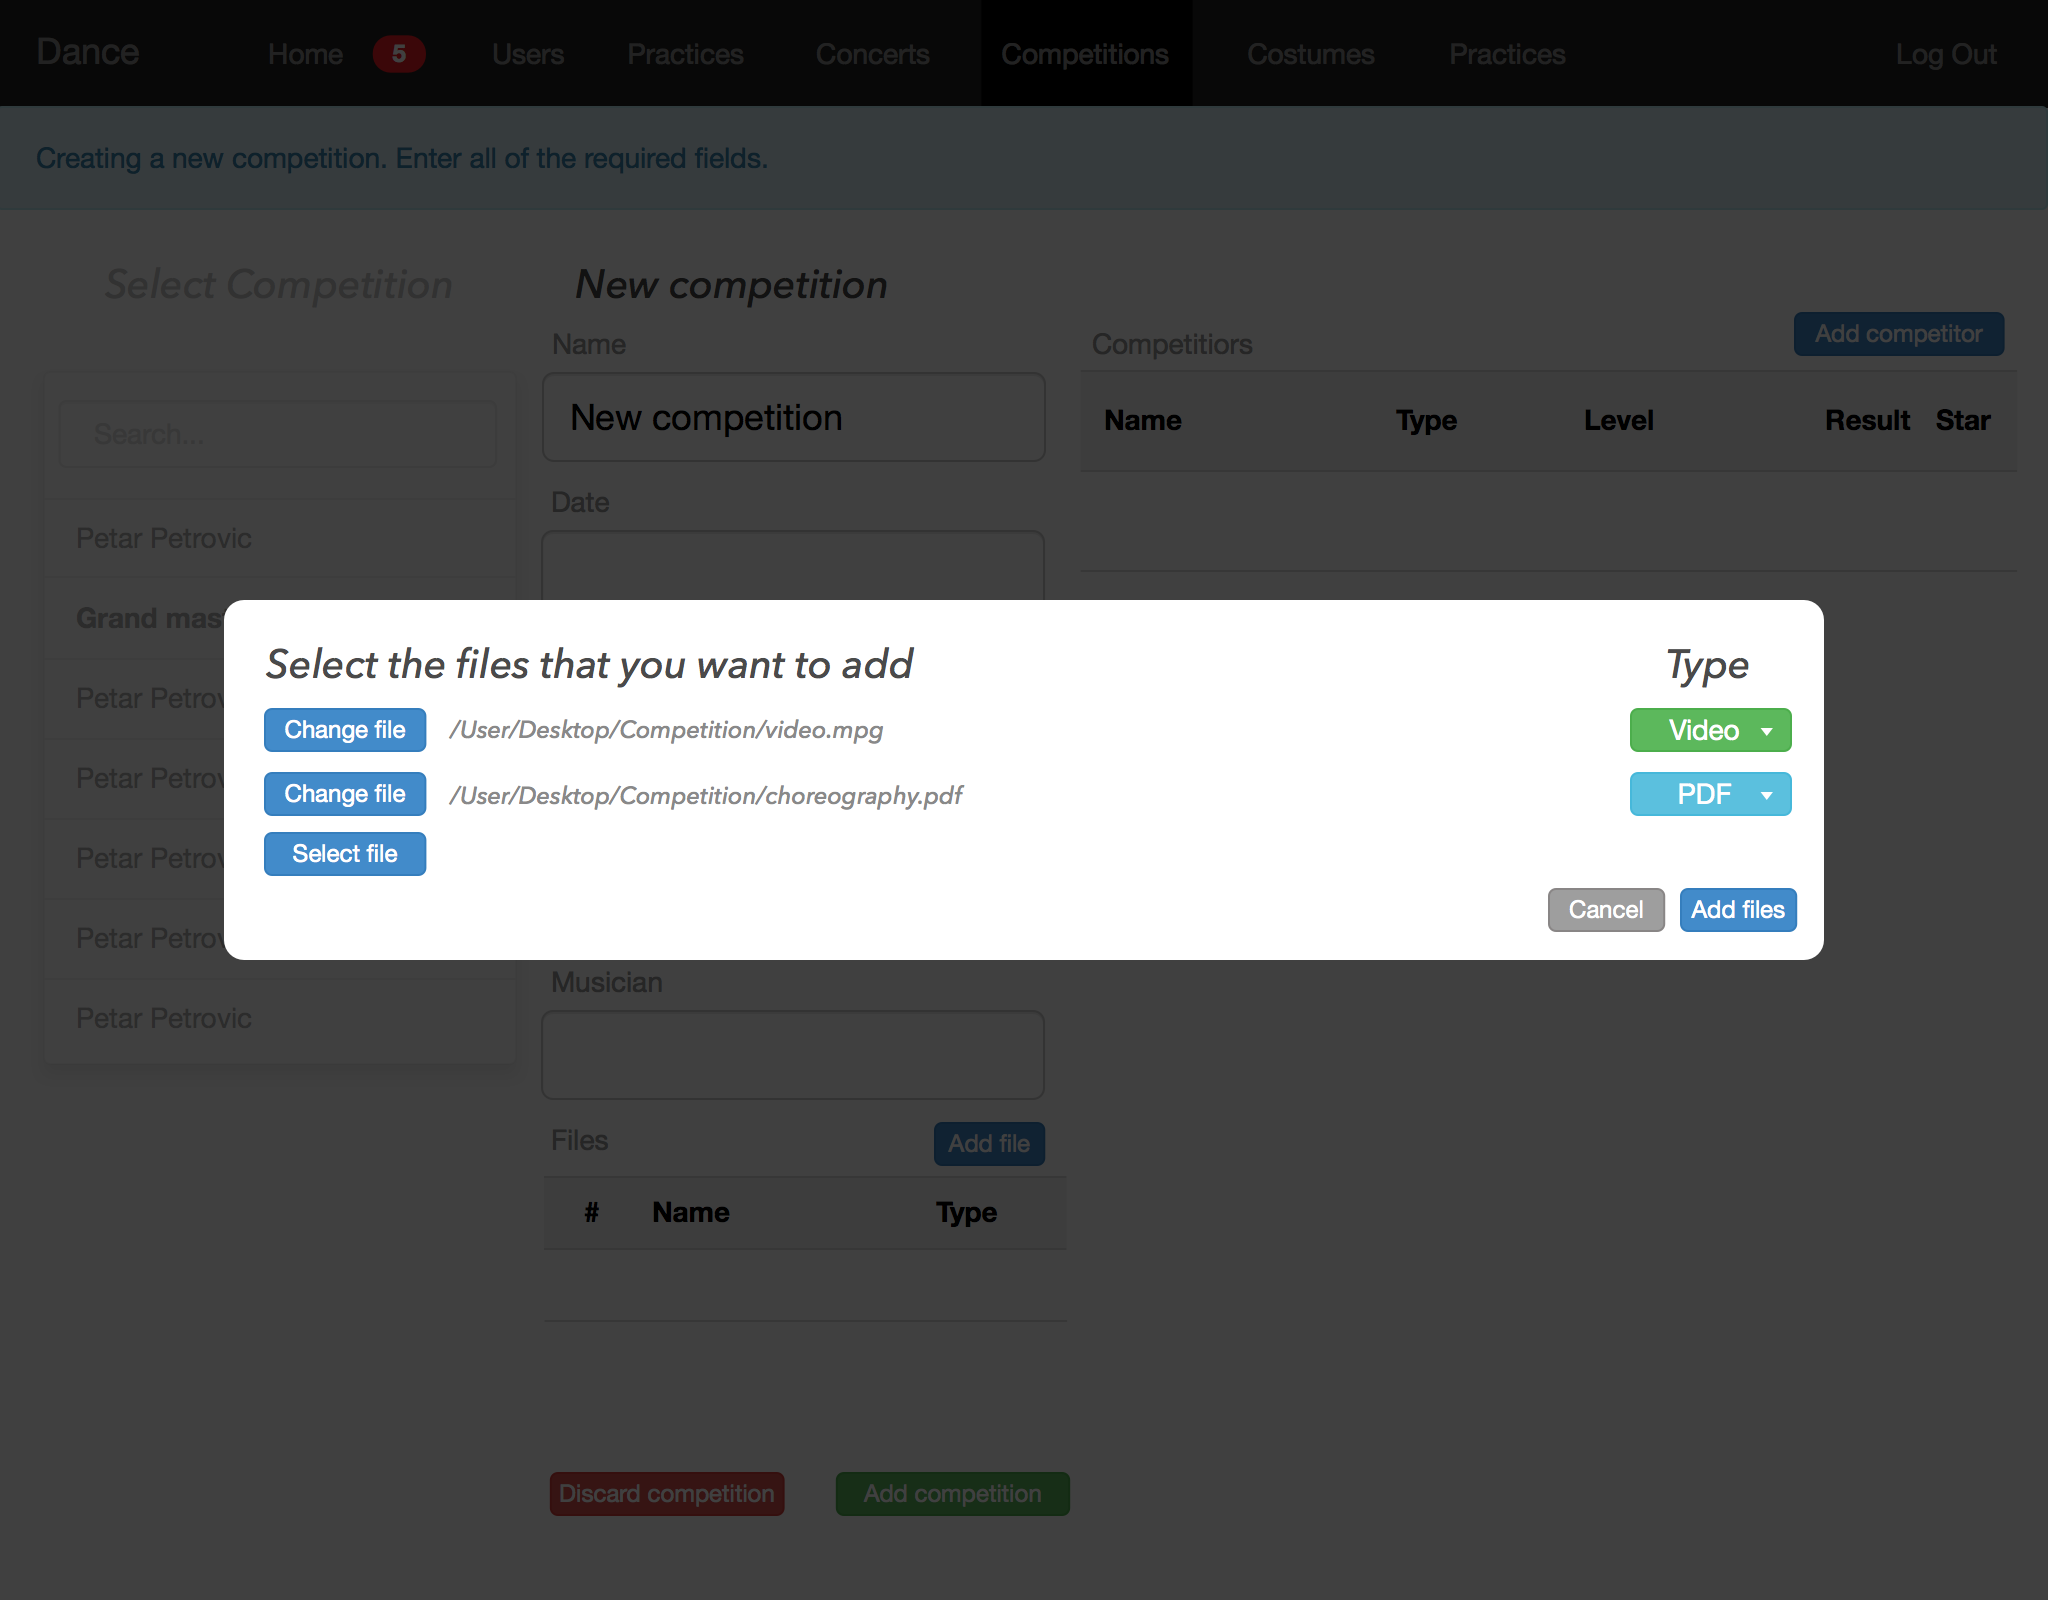 Dance Home 5 Users Practices Concerts Competitions Costumes Practices Log Out
Creating a new competition. Enter all of the required fields.
Select Competition
Search...
Petar Petrovic
Grand mas
Petar Petrov
Petar Petrov
Petar Petrov
Petar Petrov
Petar Petrovic
New competition
Name
New competition
Date
Competitiors
Add competitor
Name Type Level Result Star
Select the files that you want to add Type
Change file /User/Desktop/Competition/video.mpg Video
Change file /User/Desktop/Competition/choreography.pdf PDF
Select file
Cancel Add files
Musician
Files Add file
# Name Type
Discard competition Add competition